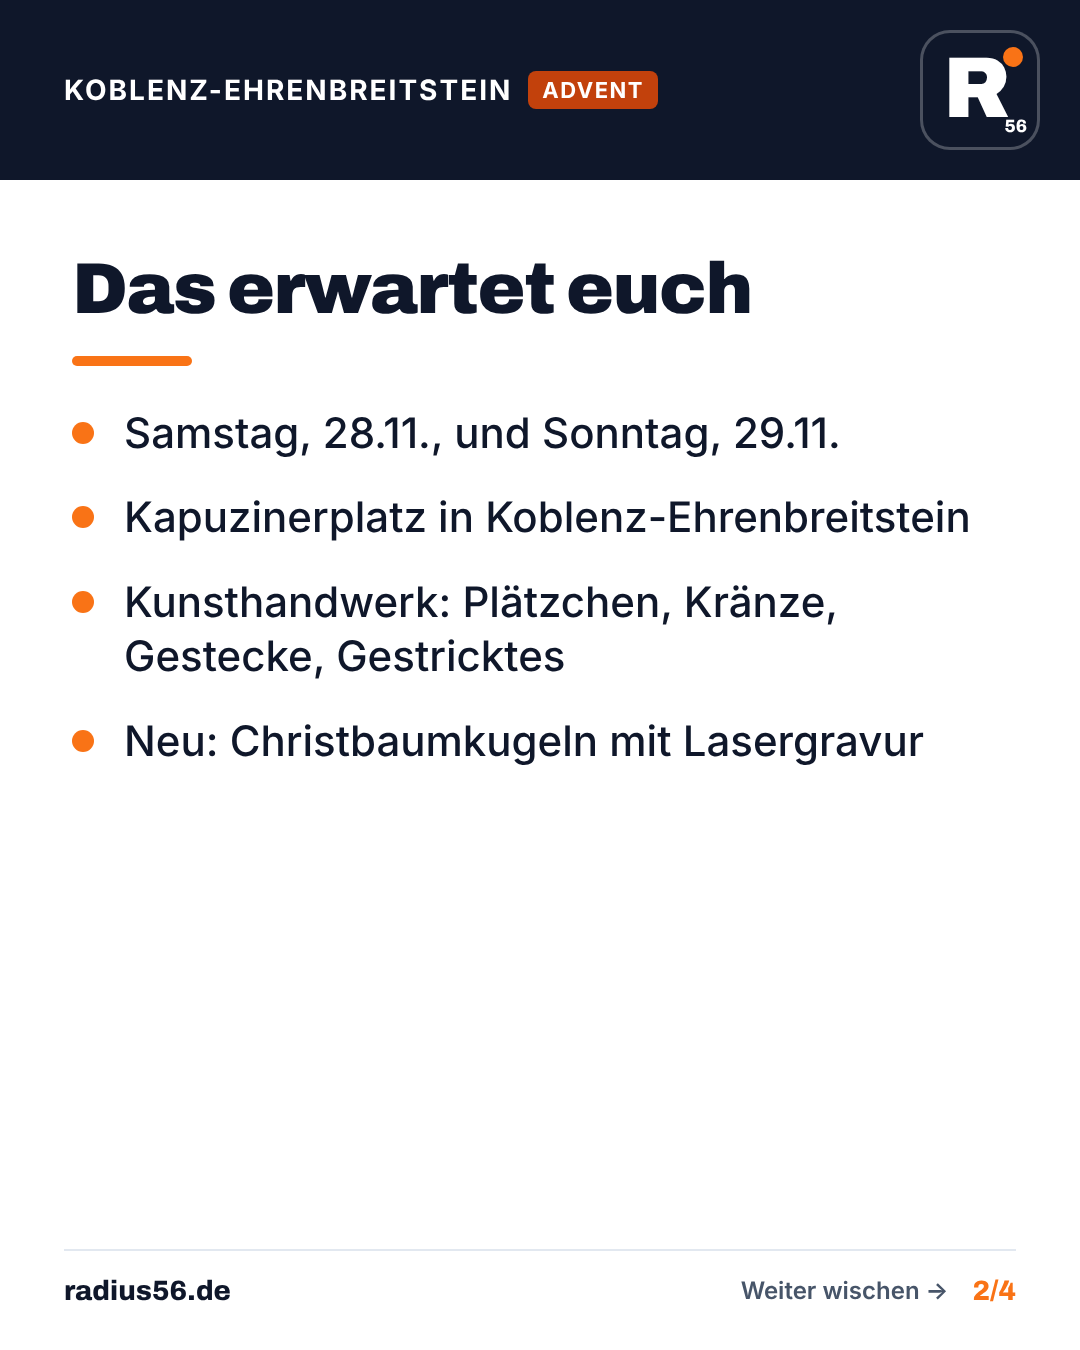 KOBLENZ-EHRENBREITSTEIN ADVENT
R
56
Das erwartet euch
Samstag, 28.11., und Sonntag, 29.11.
Kapuzinerplatz in Koblenz-Ehrenbreitstein
Kunsthandwerk: Plätzchen, Kränze,
Gestecke, Gestricktes
Neu: Christbaumkugeln mit Lasergravur
radius56.de
Weiter wischen → 2/4